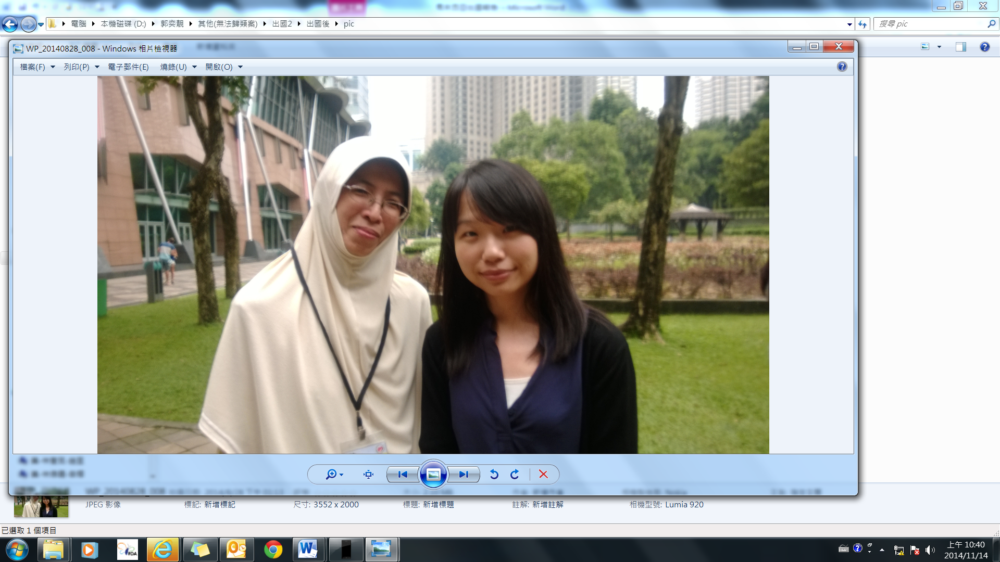 電腦 ▸ 本機磁碟 (D:) ▸ 郭奕靚 ▸ 其他(無法歸類案) ▸ 出國2 ▸ 出國後 ▸ pic
搜尋 pic
WP_20140828_008 - Windows 相片檢視器
檔案(F) 列印(P) 電子郵件(E) 燒錄(U) 開啟(O)
WP_20140828_008
JPEG 影像 標記: 新增標記 尺寸: 3552 x 2000 標題: 新增標題 註解: 新增註解 相機型號: Lumia 920
已選取 1 個項目
上午 10:40
2014/11/14